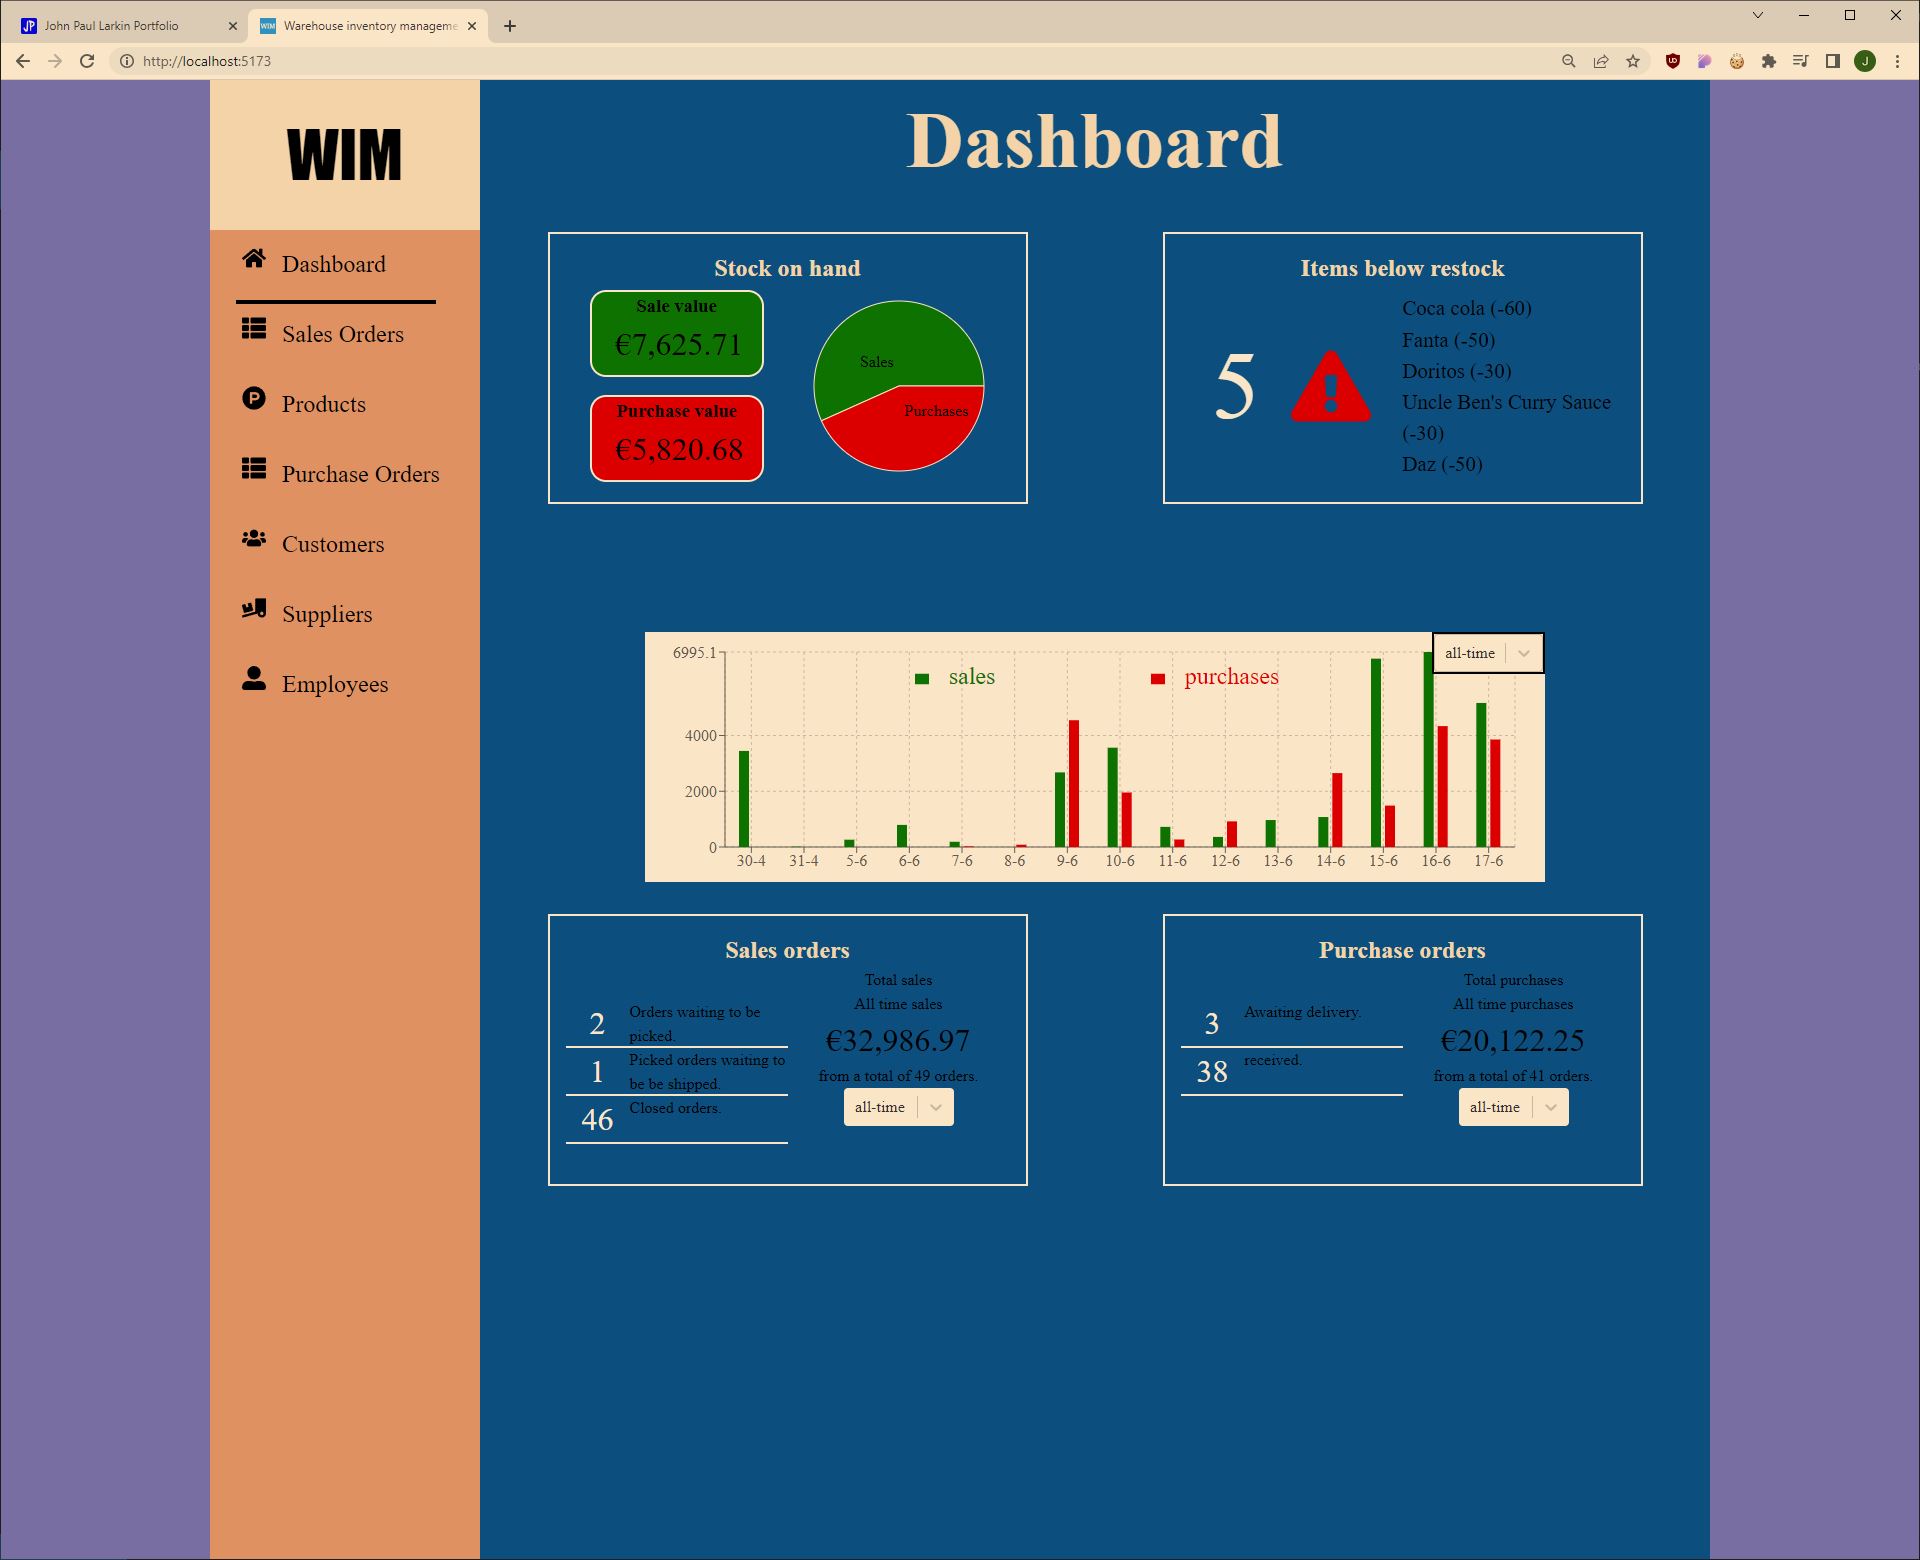 John Paul Larkin Portfolio
Warehouse inventory manageme
http://localhost:5173
J
WIM
Dashboard
Sales Orders
Products
Purchase Orders
Customers
Suppliers
Employees
Dashboard
Stock on hand
Sale value
€7,625.71
Purchase value
€5,820.68
Sales
Purchases
Items below restock
5
Coca cola (-60)
Fanta (-50)
Doritos (-30)
Uncle Ben's Curry Sauce
(-30)
Daz (-50)
all-time
sales
purchases
6995.1
4000
2000
0
30-4 31-4 5-6 6-6 7-6 8-6 9-6 10-6 11-6 12-6 13-6 14-6 15-6 16-6 17-6
Sales orders
2 Orders waiting to be
picked.
1 Picked orders waiting to
be be shipped.
46 Closed orders.
Total sales
All time sales
€32,986.97
from a total of 49 orders.
all-time
Purchase orders
3 Awaiting delivery.
38 received.
Total purchases
All time purchases
€20,122.25
from a total of 41 orders.
all-time